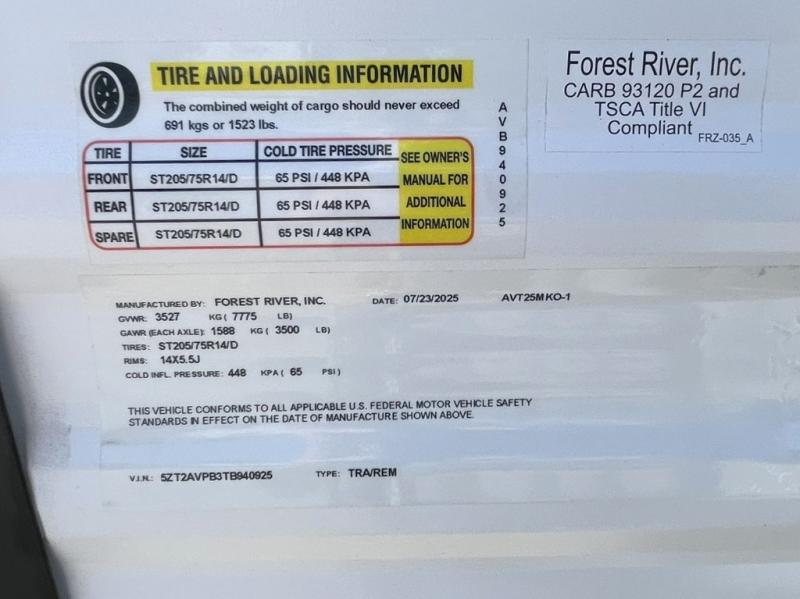 TIRE AND LOADING INFORMATION
The combined weight of cargo should never exceed
691 kgs or 1523 lbs.
TIRE SIZE COLD TIRE PRESSURE
FRONT ST205/75R14/D 65 PSI / 448 KPA
REAR ST205/75R14/D 65 PSI / 448 KPA
SPARE ST205/75R14/D 65 PSI / 448 KPA
SEE OWNER'S
MANUAL FOR
ADDITIONAL
INFORMATION
AVB940925
Forest River, Inc.
CARB 93120 P2 and
TSCA Title VI
Compliant FRZ-035_A
MANUFACTURED BY: FOREST RIVER, INC. DATE: 07/23/2025 AVT25MKO-1
GVWR: 3527 KG ( 7775 LB)
GAWR (EACH AXLE): 1588 KG ( 3500 LB)
TIRES: ST205/75R14/D
RIMS: 14X5.5J
COLD INFL. PRESSURE: 448 KPA ( 65 PSI)
THIS VEHICLE CONFORMS TO ALL APPLICABLE U.S. FEDERAL MOTOR VEHICLE SAFETY
STANDARDS IN EFFECT ON THE DATE OF MANUFACTURE SHOWN ABOVE.
V.I.N.: 5ZT2AVPB3TB940925 TYPE: TRA/REM